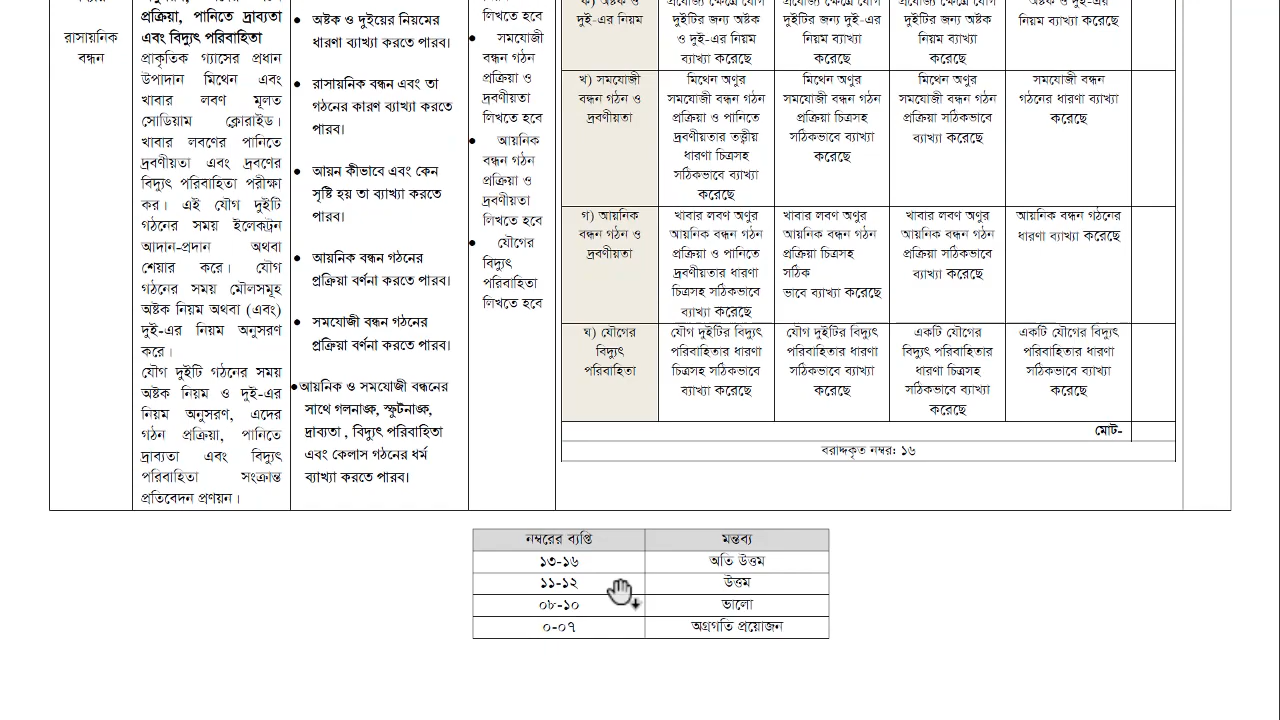 রাসায়নিক
বন্ধন
প্রক্রিয়া, পানিতে দ্রাব্যতা
এবং বিদ্যুৎ পরিবাহিতা
প্রাকৃতিক গ্যাসের প্রধান
উপাদান মিথেন এবং
খাবার লবণ মূলত
সোডিয়াম ক্লোরাইড।
খাবার লবণের পানিতে
দ্রবণীয়তা এবং দ্রবণের
বিদ্যুৎ পরিবাহিতা পরীক্ষা
কর। এই যৌগ দুইটি
গঠনের সময় ইলেকট্রন
আদান-প্রদান অথবা
শেয়ার করে। যৌগ
গঠনের সময় মৌলসমূহ
অষ্টক নিয়ম অথবা (এবং)
দুই-এর নিয়ম অনুসরণ
করে।
যৌগ দুইটি গঠনের সময়
অষ্টক নিয়ম ও দুই-এর
নিয়ম অনুসরণ, এদের
গঠন প্রক্রিয়া, পানিতে
দ্রাব্যতা এবং বিদ্যুৎ
পরিবাহিতা সংক্রান্ত
প্রতিবেদন প্রণয়ন।
• অষ্টক ও দুইয়ের নিয়মের
ধারণা ব্যাখ্যা করতে পারব।
• রাসায়নিক বন্ধন এবং তা
গঠনের কারণ ব্যাখ্যা করতে
পারব।
• আয়ন কীভাবে এবং কেন
সৃষ্টি হয় তা ব্যাখ্যা করতে
পারব।
• আয়নিক বন্ধন গঠনের
প্রক্রিয়া বর্ণনা করতে পারব।
• সমযোজী বন্ধন গঠনের
প্রক্রিয়া বর্ণনা করতে পারব।
•আয়নিক ও সমযোজী বন্ধনের
সাথে গলনাঙ্ক, স্ফুটনাঙ্ক,
দ্রাব্যতা , বিদ্যুৎ পরিবাহিতা
এবং কেলাস গঠনের ধর্ম
ব্যাখ্যা করতে পারব।
লিখতে হবে
• সমযোজী
বন্ধন গঠন
প্রক্রিয়া ও
দ্রবণীয়তা
লিখতে হবে
• আয়নিক
বন্ধন গঠন
প্রক্রিয়া ও
দ্রবণীয়তা
লিখতে হবে
• যৌগের
বিদ্যুৎ
পরিবাহিতা
লিখতে হবে
ক) অষ্টক ও
দুই-এর নিয়ম
প্রযোজ্য ক্ষেত্রে যৌগ
দুইটির জন্য অষ্টক
ও দুই-এর নিয়ম
ব্যাখ্যা করেছে
প্রযোজ্য ক্ষেত্রে যৌগ
দুইটির জন্য দুই-এর
নিয়ম ব্যাখ্যা
করেছে
প্রযোজ্য ক্ষেত্রে যৌগ
দুইটির জন্য অষ্টক
নিয়ম ব্যাখ্যা
করেছে
অষ্টক ও দুই-এর
নিয়ম ব্যাখ্যা করেছে
খ) সমযোজী
বন্ধন গঠন ও
দ্রবণীয়তা
মিথেন অণুর
সমযোজী বন্ধন গঠন
প্রক্রিয়া ও পানিতে
দ্রবণীয়তার তত্ত্বীয়
ধারণা চিত্রসহ
সঠিকভাবে ব্যাখ্যা
করেছে
মিথেন অণুর
সমযোজী বন্ধন গঠন
প্রক্রিয়া চিত্রসহ
সঠিকভাবে ব্যাখ্যা
করেছে
মিথেন অণুর
সমযোজী বন্ধন গঠন
প্রক্রিয়া সঠিকভাবে
ব্যাখ্যা করেছে
সমযোজী বন্ধন
গঠনের ধারণা ব্যাখ্যা
করেছে
গ) আয়নিক
বন্ধন গঠন ও
দ্রবণীয়তা
খাবার লবণ অণুর
আয়নিক বন্ধন গঠন
প্রক্রিয়া ও পানিতে
দ্রবণীয়তার ধারণা
চিত্রসহ সঠিকভাবে
ব্যাখ্যা করেছে
খাবার লবণ অণুর
আয়নিক বন্ধন গঠন
প্রক্রিয়া চিত্রসহ
সঠিক
ভাবে ব্যাখ্যা করেছে
খাবার লবণ অণুর
আয়নিক বন্ধন গঠন
প্রক্রিয়া সঠিকভাবে
ব্যাখ্যা করেছে
আয়নিক বন্ধন গঠনের
ধারণা ব্যাখ্যা করেছে
ঘ) যৌগের
বিদ্যুৎ
পরিবাহিতা
যৌগ দুইটির বিদ্যুৎ
পরিবাহিতার ধারণা
চিত্রসহ সঠিকভাবে
ব্যাখ্যা করেছে
যৌগ দুইটির বিদ্যুৎ
পরিবাহিতার ধারণা
সঠিকভাবে ব্যাখ্যা
করেছে
একটি যৌগের
বিদ্যুৎ পরিবাহিতার
ধারণা চিত্রসহ
সঠিকভাবে ব্যাখ্যা
করেছে
একটি যৌগের বিদ্যুৎ
পরিবাহিতার ধারণা
সঠিকভাবে ব্যাখ্যা
করেছে
মোট-
বরাদ্দকৃত নম্বর: ১৬
নম্বরের ব্যপ্তি মন্তব্য
১৩-১৬ অতি উত্তম
১১-১২ উত্তম
০৮-১০ ভালো
০-০৭ অগ্রগতি প্রয়োজন